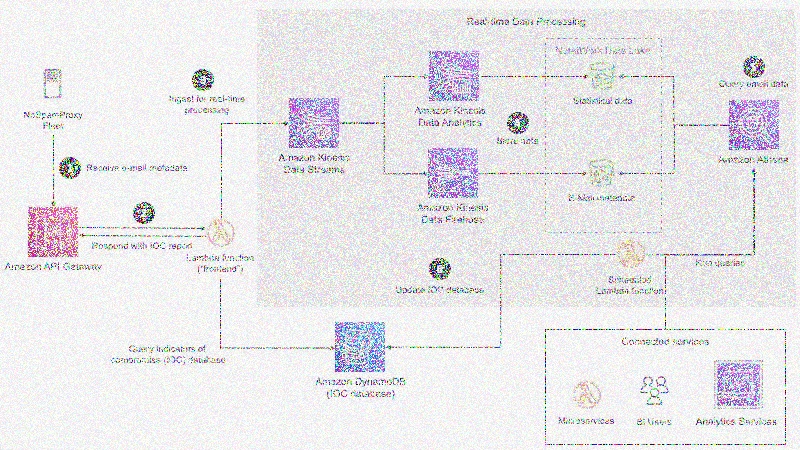 Real-time Data Processing
NoSpamProxy
Data Lake
Query email data
Ingest for real-time
processing
Statistical data
NoSpamProxy
Amazon Kinesis
Data Analytics
Store data
Amazon Athena
Amazon Kinesis
Data Streams
Receive e-mail metadata
E-Mail metadata
Amazon Kinesis
Data Firehose
Respond with IOC report
Amazon API Gateway
Lambda function
("frontend")
Run queries
Update IOC database
Scheduled
Lambda function
Query indicators of
compromise (IOC) database
Connected services
Amazon DynamoDB
(IOC database)
Microservices
BI Users
Analytics Services